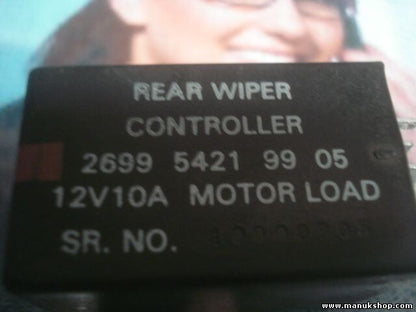 REAR WIPER
CONTROLLER
2699 5421 99 05
12V10A MOTOR LOAD
SR. NO.
www.manukshop.com